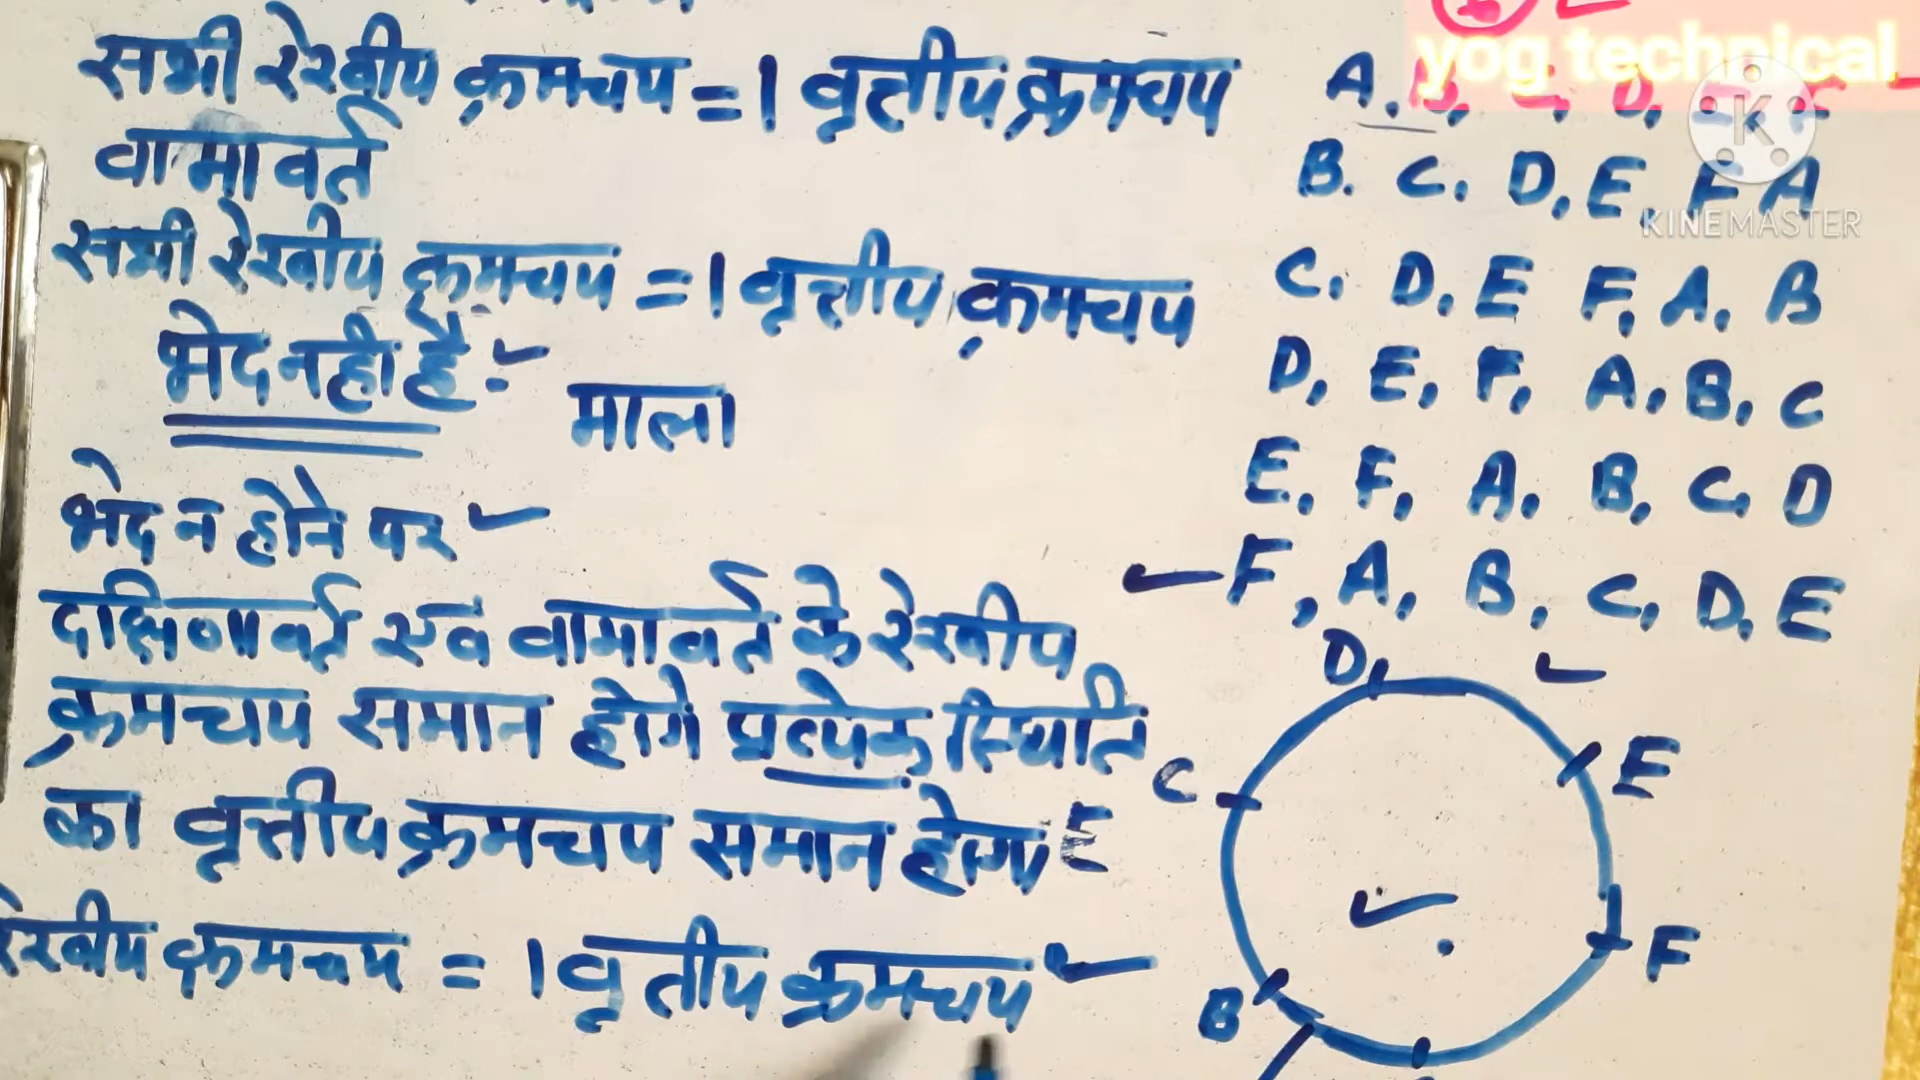 सभी रेखीय क्रमचय = 1 वृत्तीय क्रमचय
वामावर्त
सभी रेखीय क्रमचय = 1 वृत्तीय क्रमचय
भेद नही है :
माला
भेद न होने पर
दक्षिणावर्त एवं वामावर्त के रेखीय
क्रमचय समान होगे प्रत्येक स्थिति
का वृत्तीय क्रमचय समान होगा E
रेखीय क्रमचय = 1 वृतीय क्रमचय
yog technical
A.
K
B. C. D, E, F A
KINEMASTER
C. D, E F, A, B
D, E, F, A, B, C
E, F, A, B, C, D
F, A, B, C, D, E
D
E
C
F
B